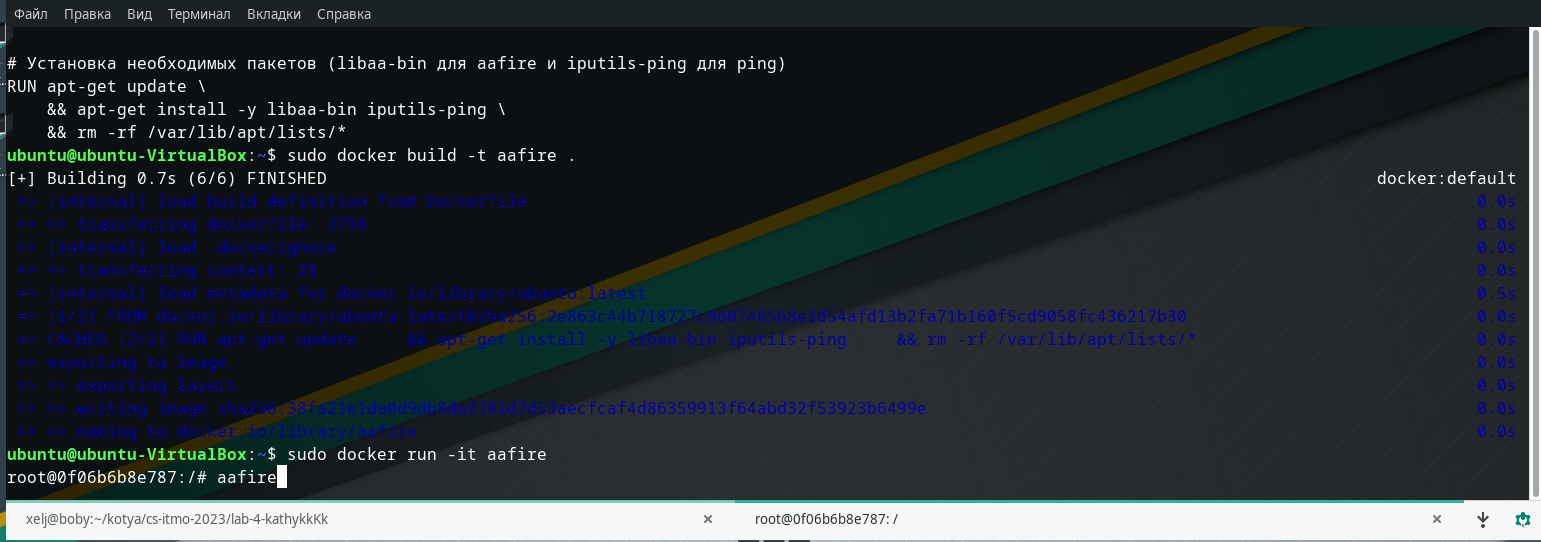 Файл Правка Вид Терминал Вкладки Справка
# Установка необходимых пакетов (libaa-bin для aafire и iputils-ping для ping)
RUN apt-get update \
    && apt-get install -y libaa-bin iputils-ping \
    && rm -rf /var/lib/apt/lists/*
ubuntu@ubuntu-VirtualBox:~$ sudo docker build -t aafire .
[+] Building 0.7s (6/6) FINISHED docker:default
 => [internal] load build definition from Dockerfile 0.0s
 => => transferring dockerfile: 279B 0.0s
 => [internal] load .dockerignore 0.0s
 => => transferring context: 2B 0.0s
 => [internal] load metadata for docker.io/library/ubuntu:latest 0.5s
 => [1/2] FROM docker.io/library/ubuntu:latest@sha256:2e863c44b718727c860746568e1d54afd13b2fa71b160f5cd9058fc436217b30 0.0s
 => CACHED [2/2] RUN apt-get update     && apt-get install -y libaa-bin iputils-ping     && rm -rf /var/lib/apt/lists/* 0.0s
 => exporting to image 0.0s
 => => exporting layers 0.0s
 => => writing image sha256:38fa21e1da0d9db8da3781d7d53aecfcaf4d86359913f64abd32f53923b6499e 0.0s
 => => naming to docker.io/library/aafire 0.0s
ubuntu@ubuntu-VirtualBox:~$ sudo docker run -it aafire
root@0f06b6b8e787:/# aafire
xelj@boby:~/kotya/cs-itmo-2023/lab-4-kathykkKk × root@0f06b6b8e787: / ×